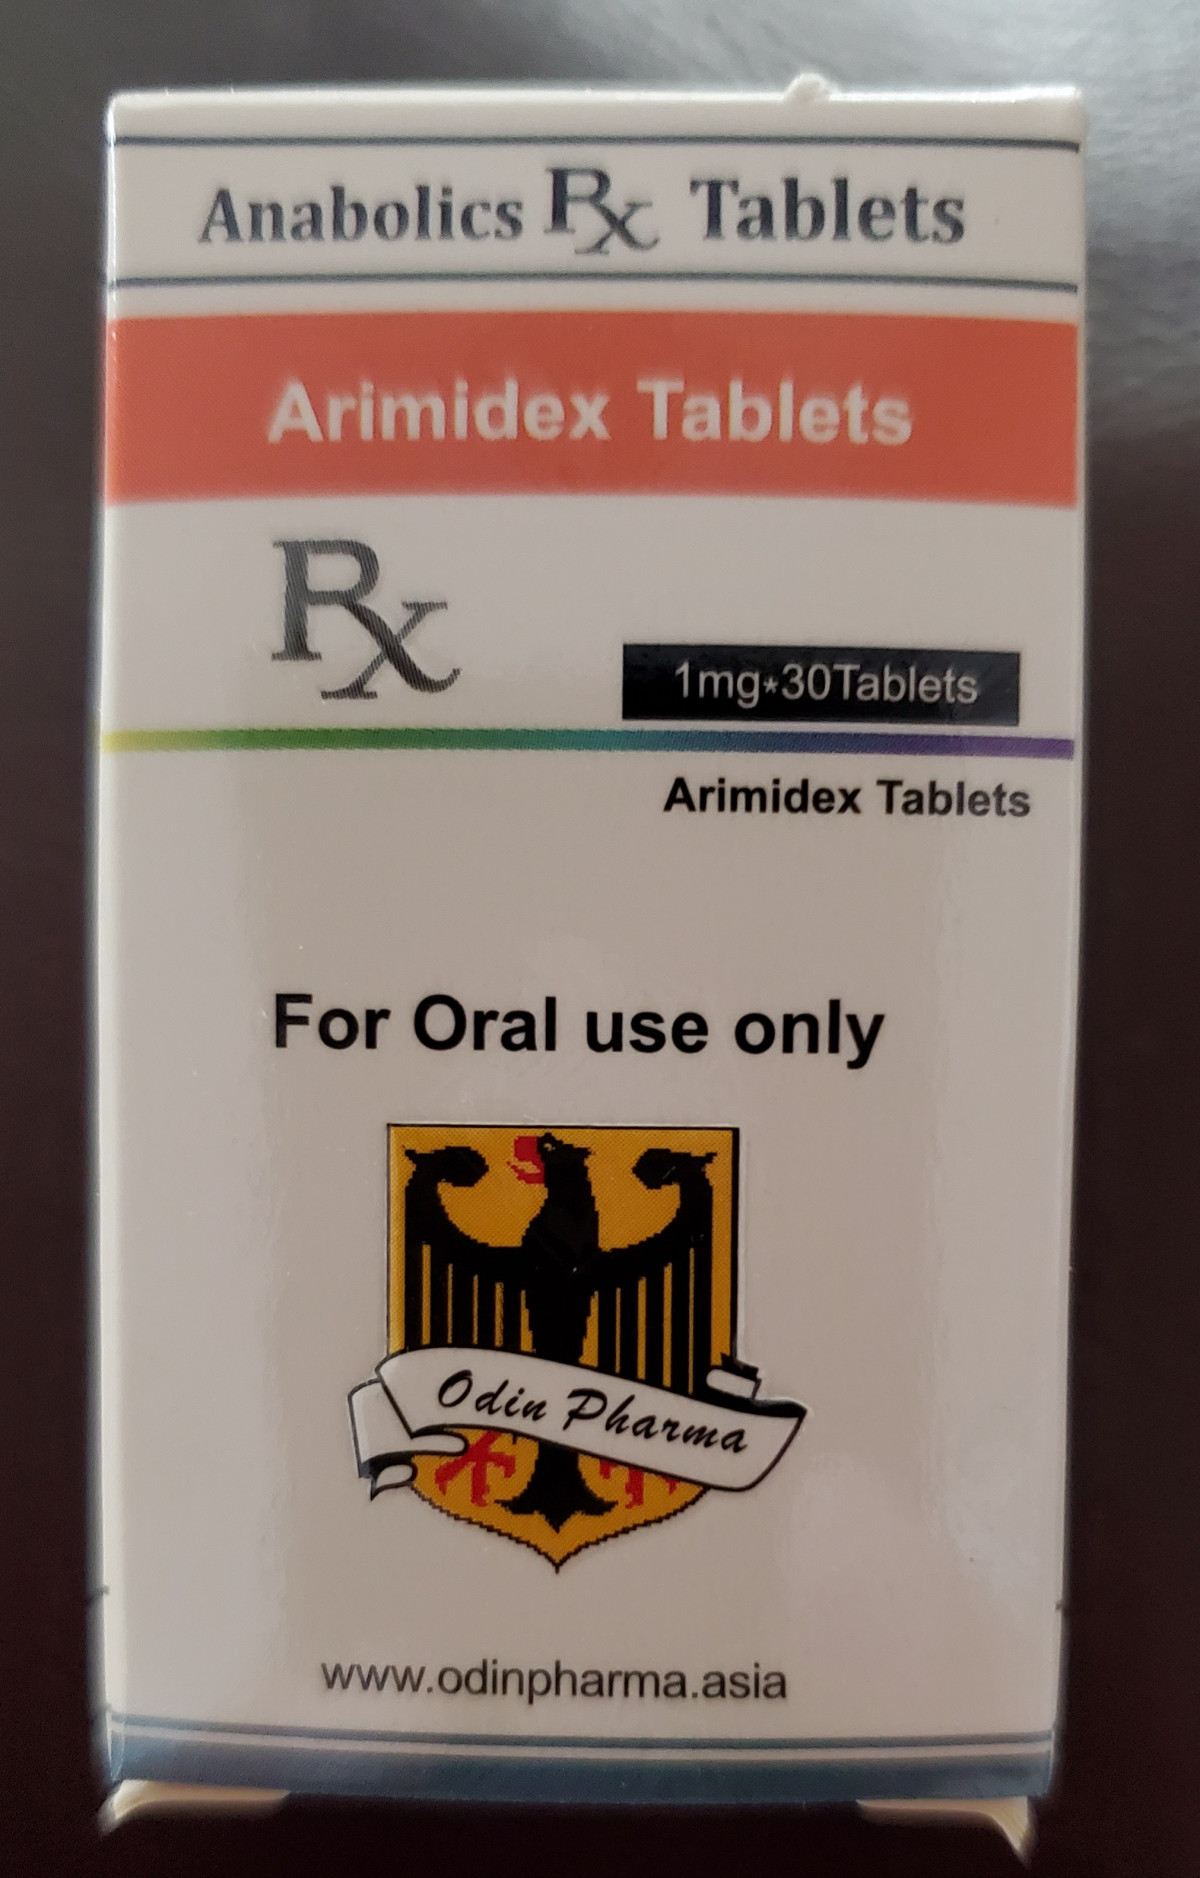 Anabolics Rx Tablets
Arimidex Tablets
Rx
1mg*30Tablets
Arimidex Tablets
For Oral use only
Odin Pharma
www.odinpharma.asia